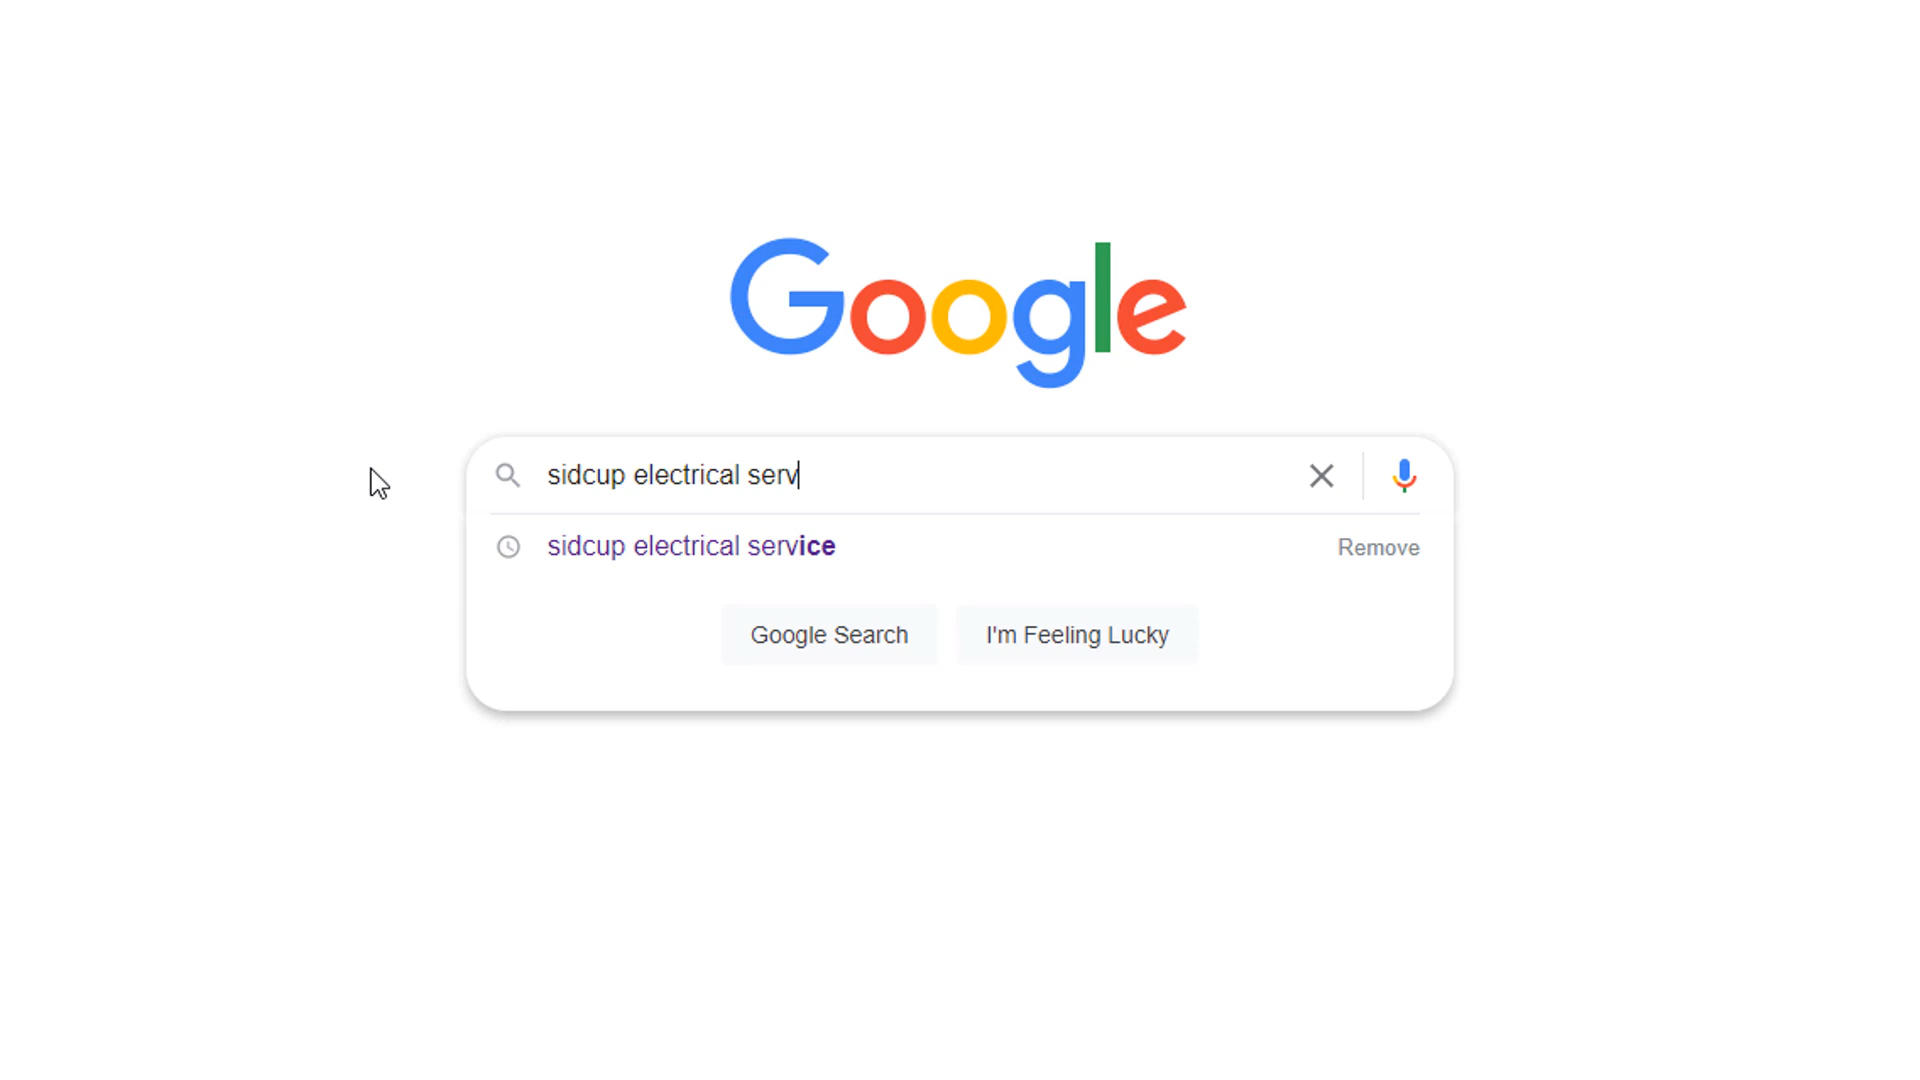 Google
sidcup electrical serv
sidcup electrical service
Remove
Google Search
I'm Feeling Lucky